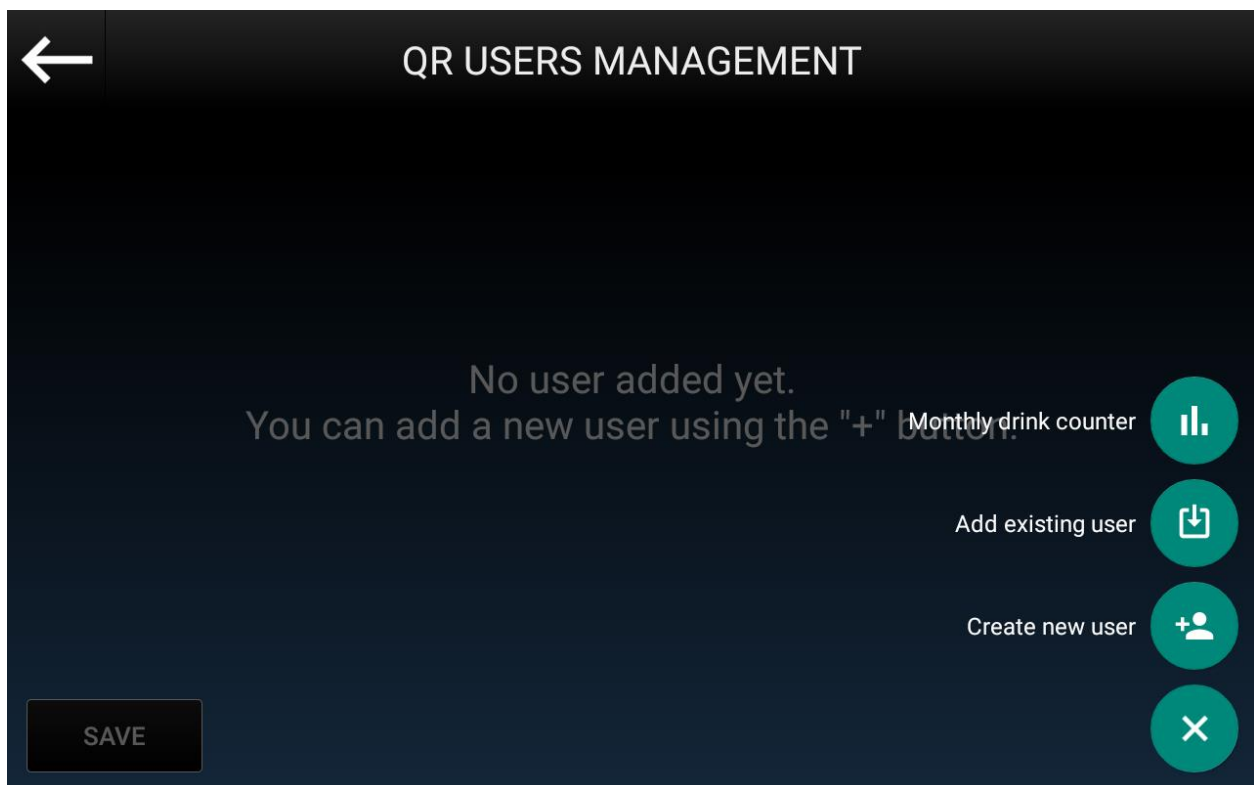 QR USERS MANAGEMENT
No user added yet.
You can add a new user using the "+" button.
Monthly drink counter
Add existing user
Create new user
SAVE